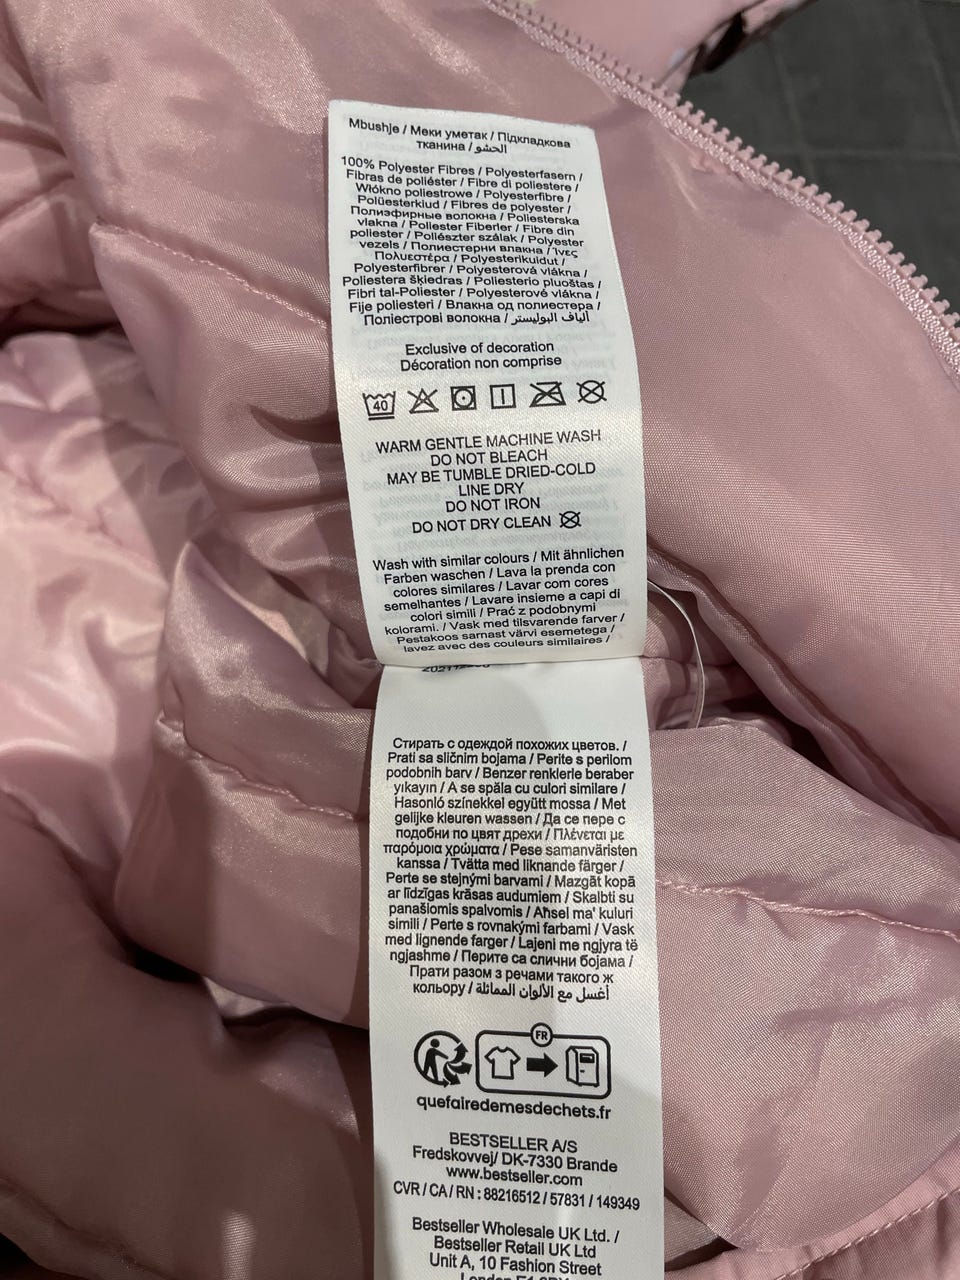 Mbushje / Меки уметак / Підкладкова
тканина / الحشو
100% Polyester Fibres / Polyesterfasern /
Fibras de poliéster / Fibre di poliestere /
Włókno poliestrowe / Polyesterfibre /
Polüesterkiud / Fibres de polyester /
Полиэфирные волокна / Poliesterska
vlakna / Poliester Fiberler / Fibre din
poliester / Poliészter szálak / Polyester
vezels / Полиестерни влакна / Ίνες
Πολυεστέρα / Polyesterikuidut /
Polyesterfibrer / Polyesterová vlákna /
Poliestera šķiedras / Poliesterio pluoštas /
Fibri tal-Poliester / Polyesterové vlákna /
Fije poliesteri / Влакна од полиестера /
Поліестрові волокна / ألياف البوليستر
Exclusive of decoration
Décoration non comprise
40
WARM GENTLE MACHINE WASH
DO NOT BLEACH
MAY BE TUMBLE DRIED-COLD
LINE DRY
DO NOT IRON
DO NOT DRY CLEAN
Wash with similar colours / Mit ähnlichen
Farben waschen / Lava la prenda con
colores similares / Lavar com cores
semelhantes / Lavare insieme a capi di
colori simili / Prać z podobnymi
kolorami. / Vask med tilsvarende farver /
Pestakoos sarnast värvi esemetega /
lavez avec des couleurs similaires /
Стирать с одеждой похожих цветов. /
Prati sa sličnim bojama / Perite s perilom
podobnih barv / Benzer renklerle beraber
yıkayın / A se spăla cu culori similare /
Hasonló színekkel együtt mossa / Met
gelijke kleuren wassen / Да се пере с
подобни по цвят дрехи / Πλένεται με
παρόμοια χρώματα / Pese samanväristen
kanssa / Tvätta med liknande färger /
Perte se stejnými barvami / Mazgāt kopā
ar līdzīgas krāsas audumiem / Skalbti su
panašiomis spalvomis / Aħsel ma' kuluri
simili / Perte s rovnakými farbami / Vask
med lignende farger / Lajeni me ngjyra të
ngjashme / Перите са слични бојама /
Прати разом з речами такого ж
кольору / أغسل مع الألوان المماثلة
FR
quefairedemesdechets.fr
BESTSELLER A/S
Fredskovvej/ DK-7330 Brande
www.bestseller.com
CVR / CA / RN : 88216512 / 57831 / 149349
Bestseller Wholesale UK Ltd. /
Bestseller Retail UK Ltd
Unit A, 10 Fashion Street
London